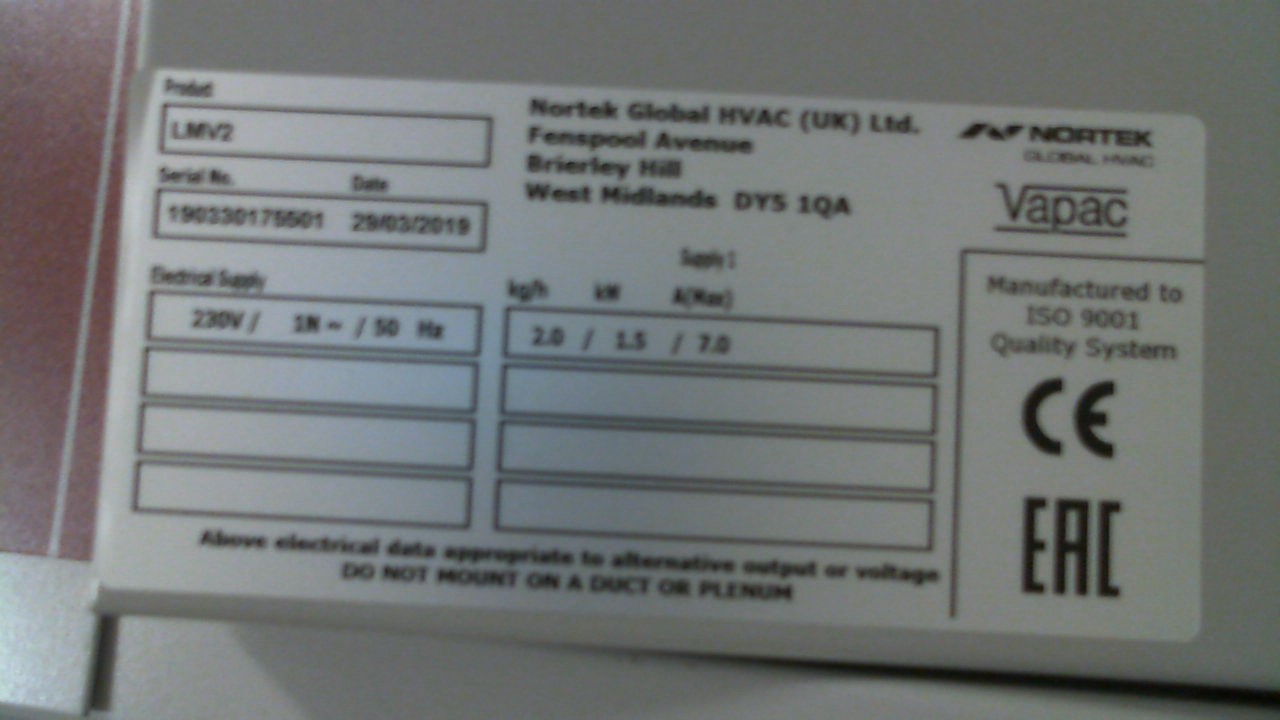 Product
LMV2
Serial No. Date
190330175501 29/03/2019
Electrical Supply
230V / 1N ~ / 50 Hz
Nortek Global HVAC (UK) Ltd.
Fenspool Avenue
Brierley Hill
West Midlands DY5 1QA
Supply 1
kg/h kW A(Max)
2.0 / 1.5 / 7.0
NORTEK
GLOBAL HVAC
Vapac
Manufactured to
ISO 9001
Quality System
CE
EAC
Above electrical data appropriate to alternative output or voltage
DO NOT MOUNT ON A DUCT OR PLENUM